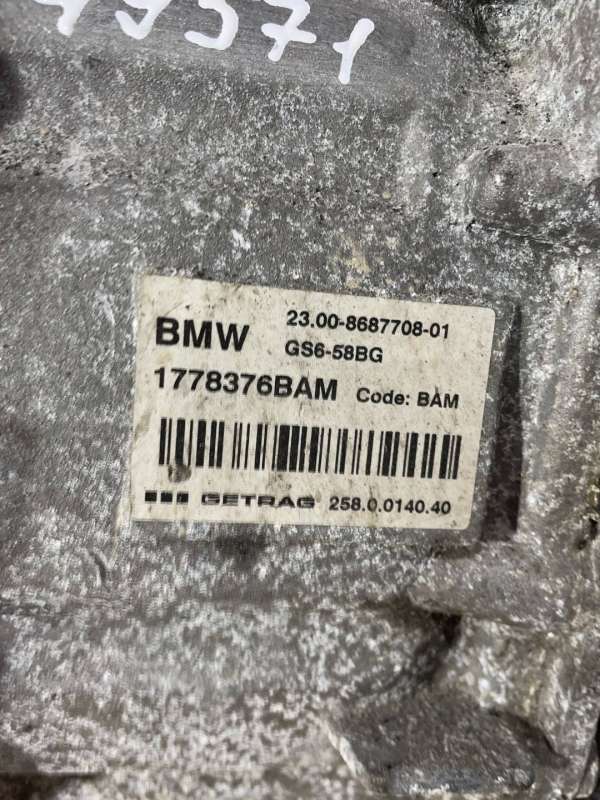 BMW 23.00-8687708-01
GS6-58BG
1778376BAM Code: BAM
GETRAG 258.0.0140.40